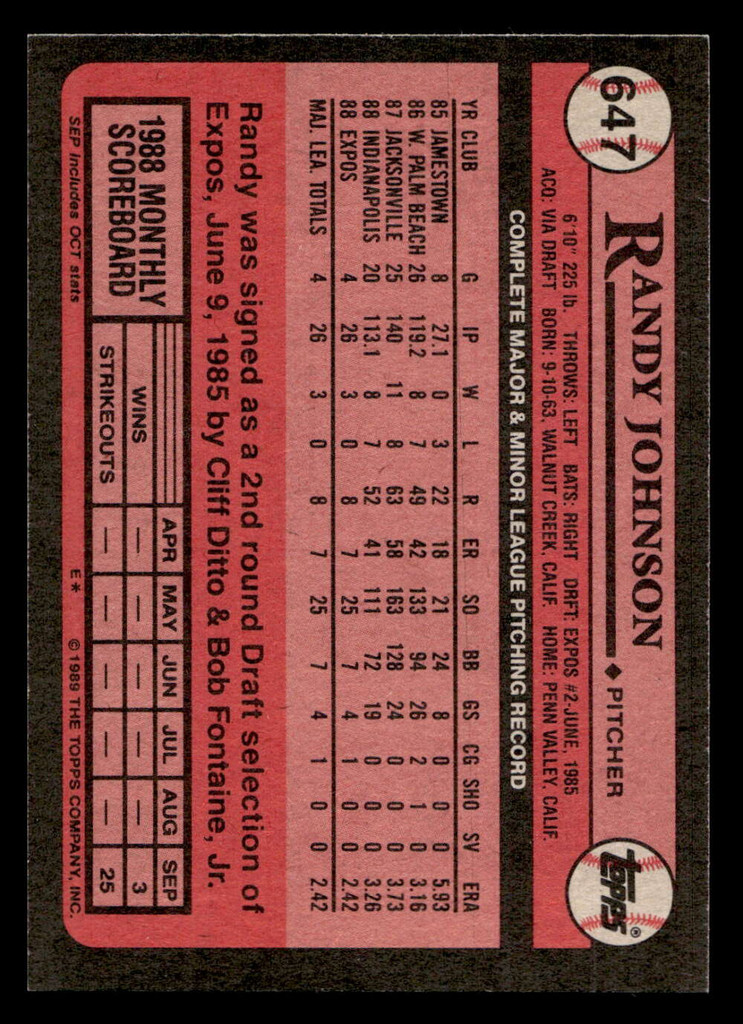 647
RANDY JOHNSON ◆ PITCHER
TOPPS®
6'10" 225 lb. THROWS: LEFT BATS: RIGHT DRFT: EXPOS #2-JUNE, 1985
ACQ: VIA DRAFT BORN: 9-10-63, WALNUT CREEK, CALIF. HOME: PENN VALLEY, CALIF.
COMPLETE MAJOR & MINOR LEAGUE PITCHING RECORD
YR CLUB G IP W L R ER SO BB GS CG SHO SV ERA
85 JAMESTOWN 8 27.1 0 3 22 18 21 24 8 0 0 0 5.93
86 W. PALM BEACH 26 119.2 8 7 49 42 133 94 26 2 1 0 3.16
87 JACKSONVILLE 25 140 11 8 63 58 163 128 24 0 0 0 3.73
88 INDIANAPOLIS 20 113.1 8 7 52 41 111 72 19 0 0 0 3.26
88 EXPOS 4 26 3 0 8 7 25 7 4 1 0 0 2.42
MAJ. LEA. TOTALS 4 26 3 0 8 7 25 7 4 1 0 0 2.42
Randy was signed as a 2nd round Draft selection of
Expos, June 9, 1985 by Cliff Ditto & Bob Fontaine, Jr.
1988 MONTHLY
SCOREBOARD
APR MAY JUN JUL AUG SEP
WINS — — — — — 3
STRIKEOUTS — — — — — 25
SEP includes OCT stats
E* © 1989 THE TOPPS COMPANY, INC.